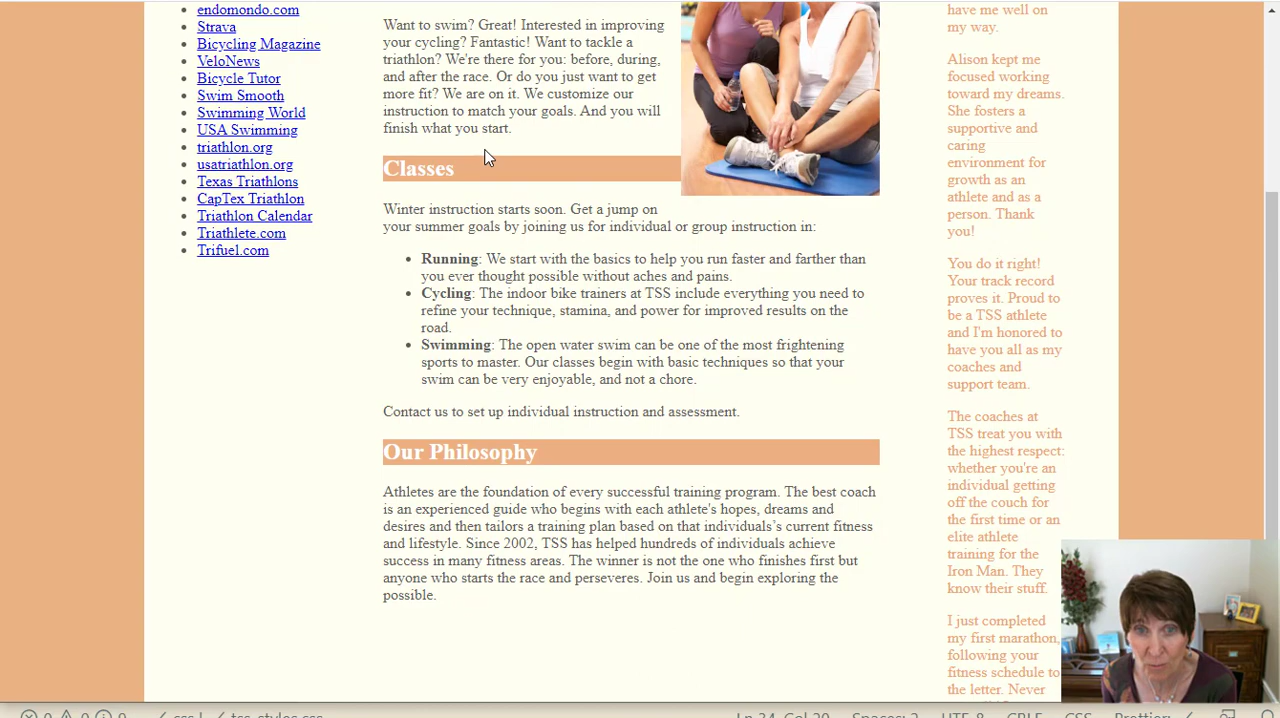 endomondo.com
Strava
Bicycling Magazine
VeloNews
Bicycle Tutor
Swim Smooth
Swimming World
USA Swimming
triathlon.org
usatriathlon.org
Texas Triathlons
CapTex Triathlon
Triathlon Calendar
Triathlete.com
Trifuel.com
Want to swim? Great! Interested in improving
your cycling? Fantastic! Want to tackle a
triathlon? We're there for you: before, during,
and after the race. Or do you just want to get
more fit? We are on it. We customize our
instruction to match your goals. And you will
finish what you start.
Classes
Winter instruction starts soon. Get a jump on
your summer goals by joining us for individual or group instruction in:
Running: We start with the basics to help you run faster and farther than
you ever thought possible without aches and pains.
Cycling: The indoor bike trainers at TSS include everything you need to
refine your technique, stamina, and power for improved results on the
road.
Swimming: The open water swim can be one of the most frightening
sports to master. Our classes begin with basic techniques so that your
swim can be very enjoyable, and not a chore.
Contact us to set up individual instruction and assessment.
Our Philosophy
Athletes are the foundation of every successful training program. The best coach
is an experienced guide who begins with each athlete's hopes, dreams and
desires and then tailors a training plan based on that individuals’s current fitness
and lifestyle. Since 2002, TSS has helped hundreds of individuals achieve
success in many fitness areas. The winner is not the one who finishes first but
anyone who starts the race and perseveres. Join us and begin exploring the
possible.
have me well on
my way.
Alison kept me
focused working
toward my dreams.
She fosters a
supportive and
caring
environment for
growth as an
athlete and as a
person. Thank
you!
You do it right!
Your track record
proves it. Proud to
be a TSS athlete
and I'm honored to
have you all as my
coaches and
support team.
The coaches at
TSS treat you with
the highest respect:
whether you're an
individual getting
off the couch for
the first time or an
elite athlete
training for the
Iron Man. They
know their stuff.
I just completed
my first marathon,
following your
fitness schedule to
the letter. Never